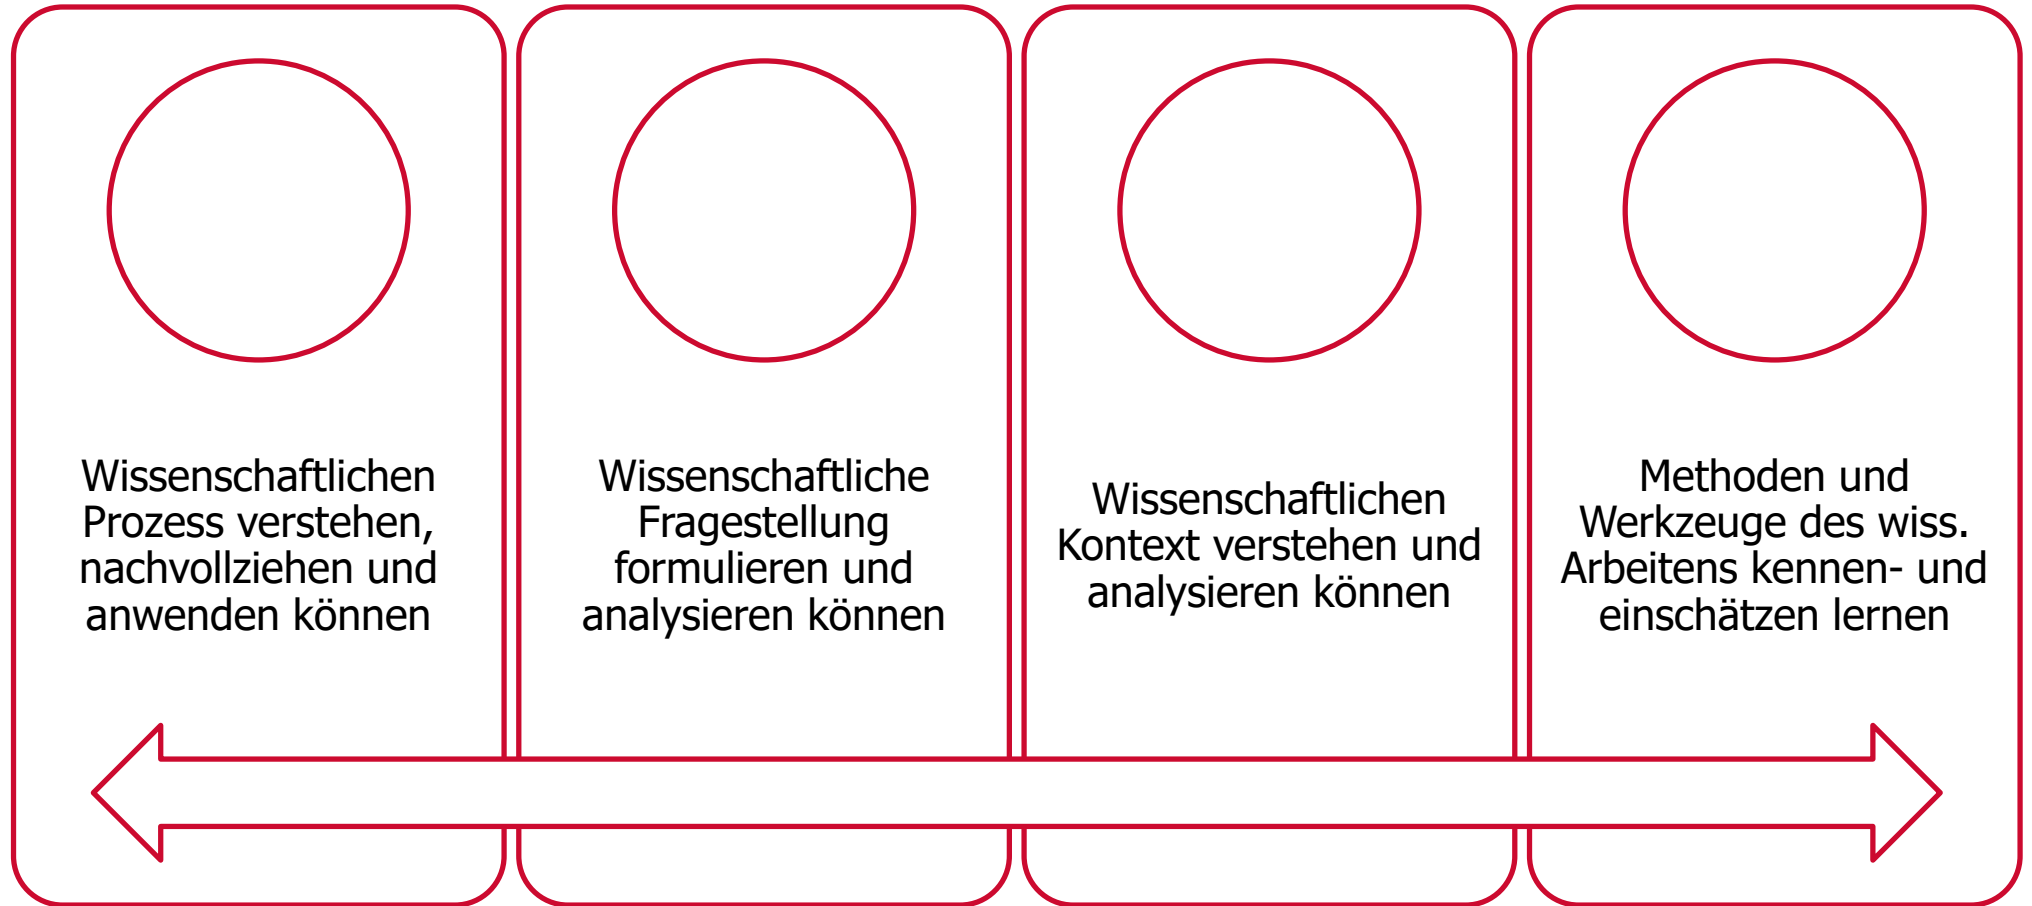 Wissenschaftlichen
Prozess verstehen,
nachvollziehen und
anwenden können
Wissenschaftliche
Fragestellung
formulieren und
analysieren können
Wissenschaftlichen
Kontext verstehen und
analysieren können
Methoden und
Werkzeuge des wiss.
Arbeitens kennen- und
einschätzen lernen